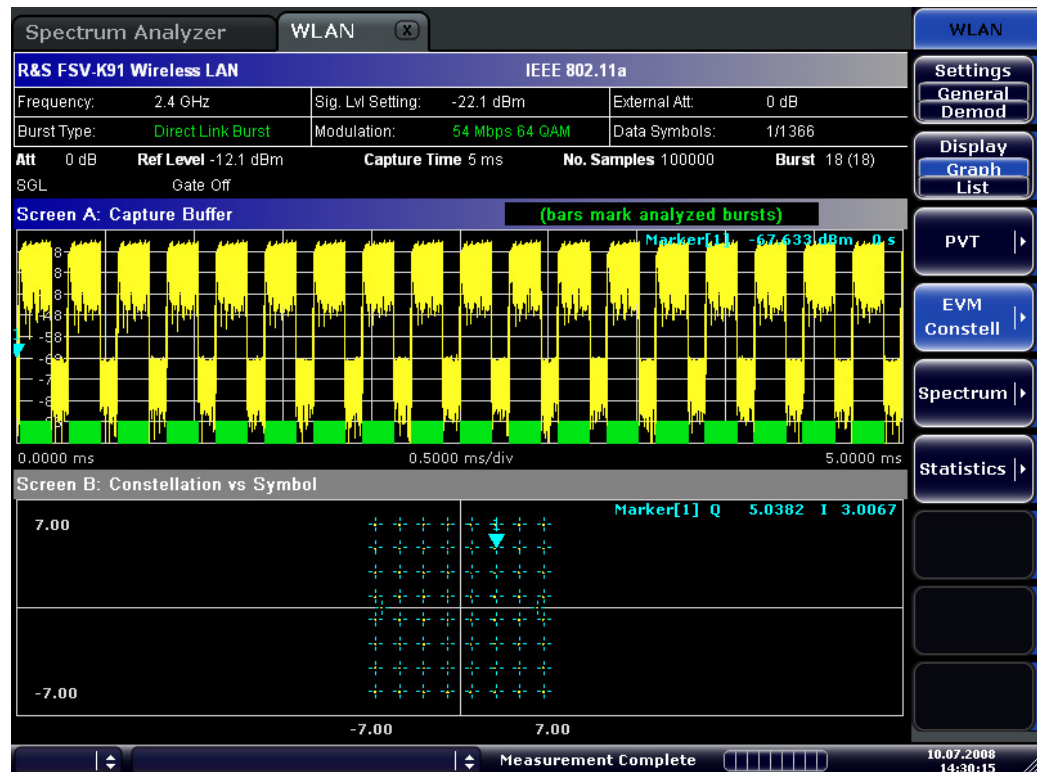 Spectrum Analyzer WLAN X WLAN
R&S FSV-K91 Wireless LAN IEEE 802.11a
Frequency: 2.4 GHz Sig. Lvl Setting: -22.1 dBm External Att: 0 dB
Burst Type: Direct Link Burst Modulation: 54 Mbps 64 QAM Data Symbols: 1/1366
Att 0 dB Ref Level -12.1 dBm Capture Time 5 ms No. Samples 100000 Burst 18 (18)
SGL Gate Off
Screen A: Capture Buffer (bars mark analyzed bursts)
Marker[1] -67.633 dBm 0 s
1
-58
0.0000 ms 0.5000 ms/div 5.0000 ms
Screen B: Constellation vs Symbol
Marker[1] Q 5.0382 I 3.0067
7.00
1
-7.00
-7.00 7.00
Measurement Complete
Settings
General
Demod
Display
Graph
List
PVT
EVM
Constell
Spectrum
Statistics
10.07.2008
14:30:15